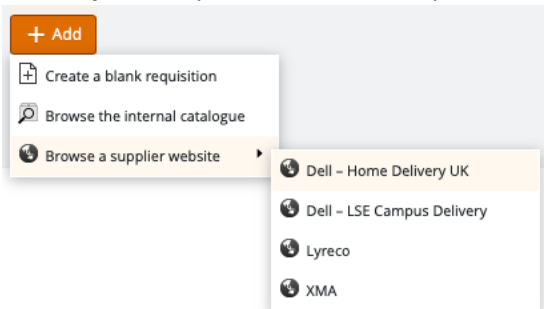 + Add
Create a blank requisition
Browse the internal catalogue
Browse a supplier website
Dell – Home Delivery UK
Dell – LSE Campus Delivery
Lyreco
XMA